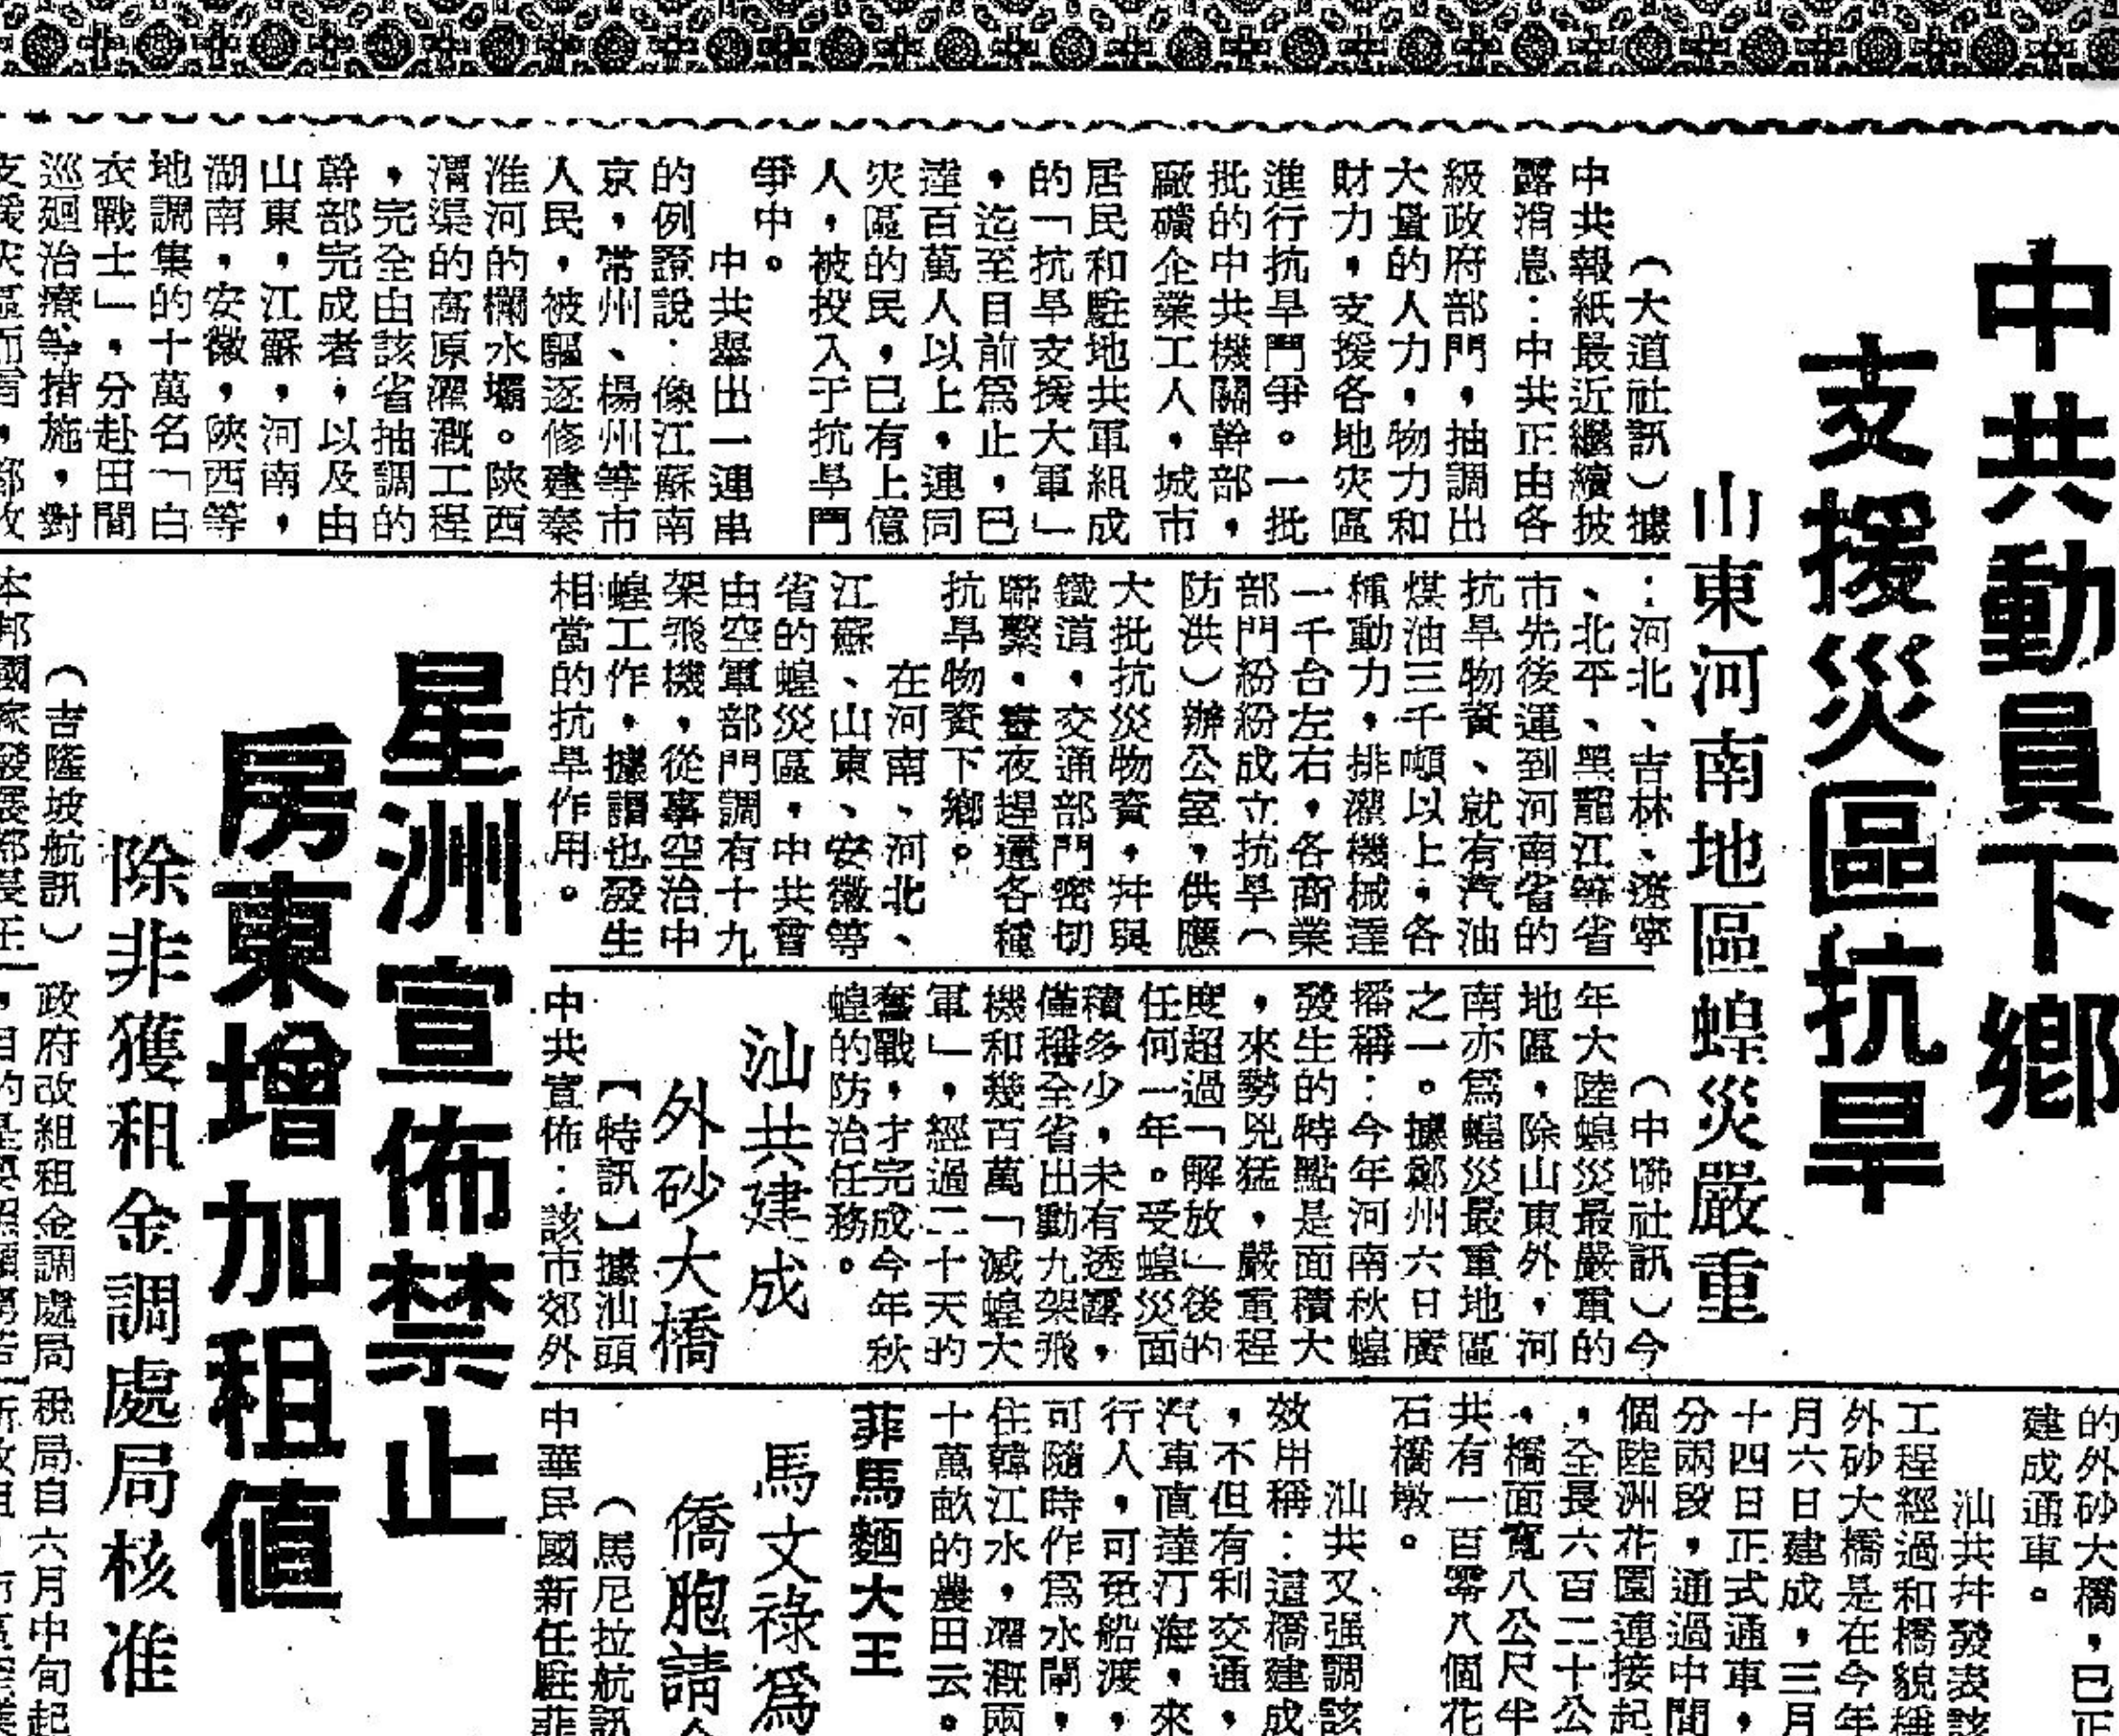 中共動員下鄉
支援災區抗旱
山東河南地區蝗災嚴重
（大道社訊）據
中共報紙最近繼續披
露消息：中共正由各
級政府部門，抽調出
大量的人力，物力和
財力，支援各地灾區
進行抗旱鬥爭。一批
批的中共機關幹部，
廠礦企業工人，城市
居民和駐地共軍組成
的「抗旱支援大軍」
，迄至目前爲止，已
達百萬人以上，連同
灾區的民，已有上億
人，被投入于抗旱鬥
爭中。
中共舉出一連串
的例證說：像江蘇南
京，常州、楊州等市
人民，被驅逐修建秦
淮河的欄水壩。陝西
渭渠的高原灌溉工程
，完全由該省抽調的
幹部完成者，以及由
山東，江蘇，河南，
湖南，安徽，陝西等
地調集的十萬名「白
衣戰士」，分赴田間
巡廻治療等措施，對
支援灾區而言，都收
：河北、吉林、遼寧
、北平、黑龍江等省
市先後運到河南省的
抗旱物資、就有汽油
煤油三千噸以上，各
種動力，排灌機械達
一千台左右，各商業
部門紛紛成立抗旱（
防洪）辦公室，供應
大批抗災物資，幷與
鐵道，交通部門密切
聯繫，晝夜趕運各種
抗旱物資下鄉。
在河南、河北、
江蘇、山東、安徽等
省的蝗災區，中共曾
由空軍部門調有十九
架飛機，從事空治中
蝗工作，據謂也發生
相當的抗旱作用。
（中聯社訊）今
年大陸蝗災最嚴重的
地區，除山東外，河
南亦爲蝗災最重地區
之一。據鄭州六日廣
播稱：今年河南秋蝗
發生的特點是面積大
，來勢兇猛，嚴重程
度超過「解放」後的
任何一年。受蝗災面
積多少，未有透露，
僅稱全省出動九架飛
機和幾百萬「滅蝗大
軍」，經過二十天的
奮戰，才完成今年秋
蝗的防治任務。
汕共建成
外砂大橋
【特訊】據汕頭
中共宣佈：該市郊外
的外砂大橋，已正
建成通車。
汕共幷發表該
工程經過和橋貌稱
外砂大橋是在今年
月六日建成，三月
十四日正式通車，
分兩段，通過中間
個陸洲花園連接起
，全長六百二十公
，橋面寬八公尺半
共有一百零八個花
石橋墩。
汕共又强調該
效用稱：這橋建成
，不但有利交通，
汽車直達汀海，來
行人，可免船渡，
可隨時作爲水閘，
住韓江水，灌溉兩
十萬畝的農田云。
菲馬麵大王
馬文祿爲
僑胞請
（馬尼拉航訊
中華民國新任駐菲
星洲宣佈禁止
房東增加租値
除非獲租金調處局核准
（吉隆坡航訊）
本邦國家發展部長任
政府改組租金調處局
税局自六月中旬起